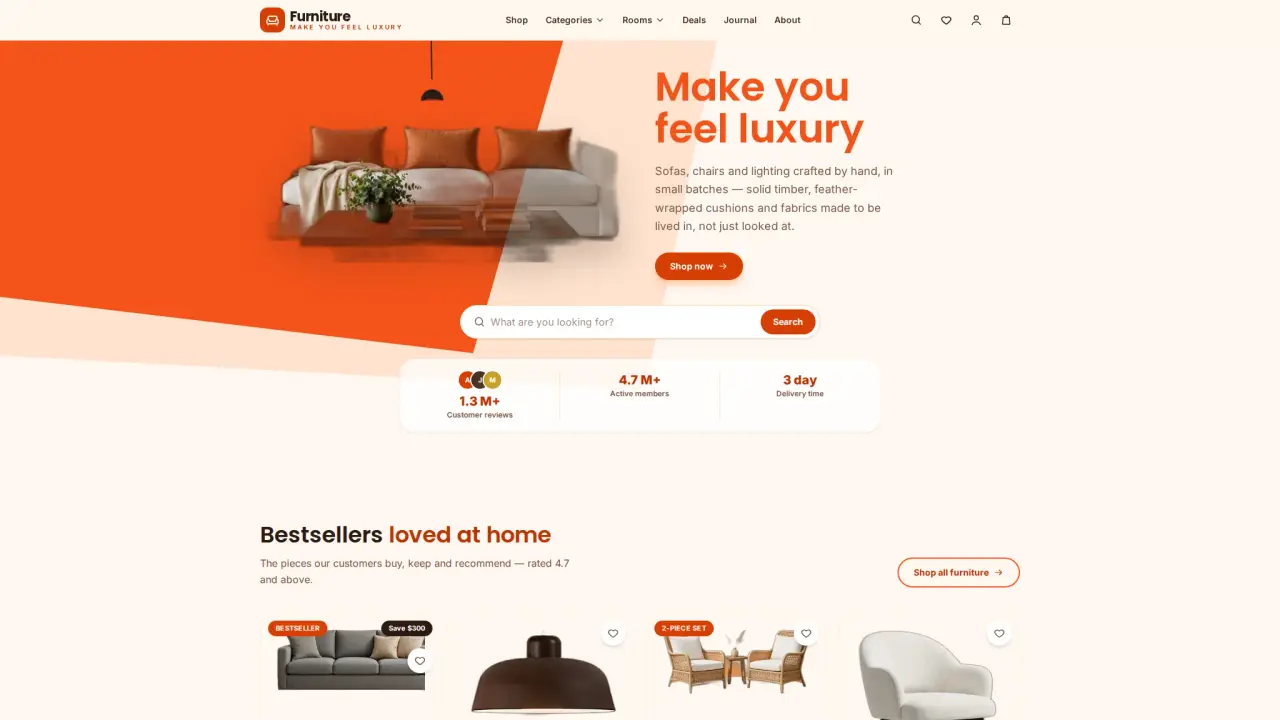 Furniture
MAKE YOU FEEL LUXURY
Shop
Categories
Rooms
Deals
Journal
About
Make you
feel luxury
Sofas, chairs and lighting crafted by hand, in
small batches — solid timber, feather-
wrapped cushions and fabrics made to be
lived in, not just looked at.
Shop now →
What are you looking for?
Search
A J M
1.3 M+
Customer reviews
4.7 M+
Active members
3 day
Delivery time
Bestsellers loved at home
The pieces our customers buy, keep and recommend — rated 4.7
and above.
Shop all furniture →
BESTSELLER
Save $300
2-PIECE SET